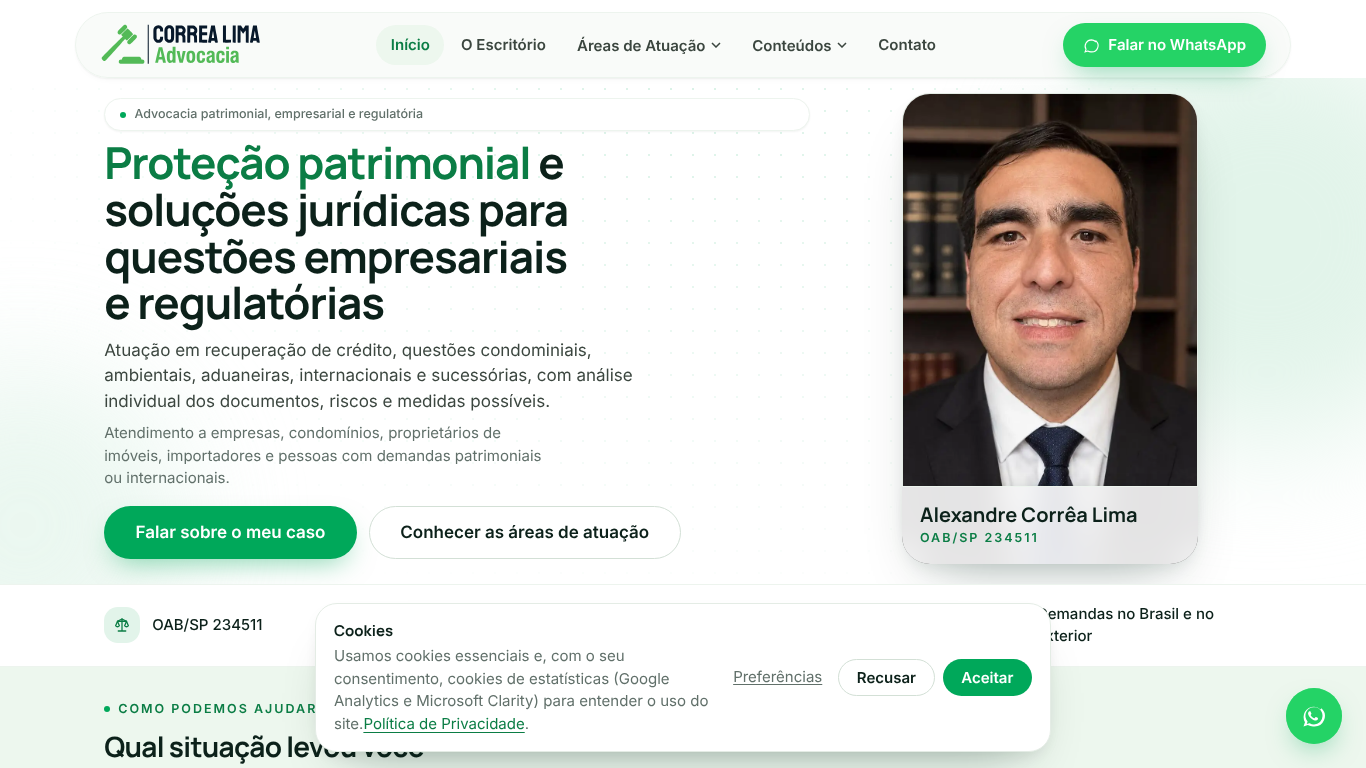 CORREA LIMA
Advocacia
Início
O Escritório
Áreas de Atuação
Conteúdos
Contato
Falar no WhatsApp
Advocacia patrimonial, empresarial e regulatória
Proteção patrimonial e
soluções jurídicas para
questões empresariais
e regulatórias
Atuação em recuperação de crédito, questões condominiais,
ambientais, aduaneiras, internacionais e sucessórias, com análise
individual dos documentos, riscos e medidas possíveis.
Atendimento a empresas, condomínios, proprietários de
imóveis, importadores e pessoas com demandas patrimoniais
ou internacionais.
Falar sobre o meu caso
Conhecer as áreas de atuação
Alexandre Corrêa Lima
OAB/SP 234511
OAB/SP 234511
Demandas no Brasil e no
exterior
Cookies
Usamos cookies essenciais e, com o seu
consentimento, cookies de estatísticas (Google
Analytics e Microsoft Clarity) para entender o uso do
site.Política de Privacidade.
Preferências
Recusar
Aceitar
COMO PODEMOS AJUDAR
Qual situação levou você